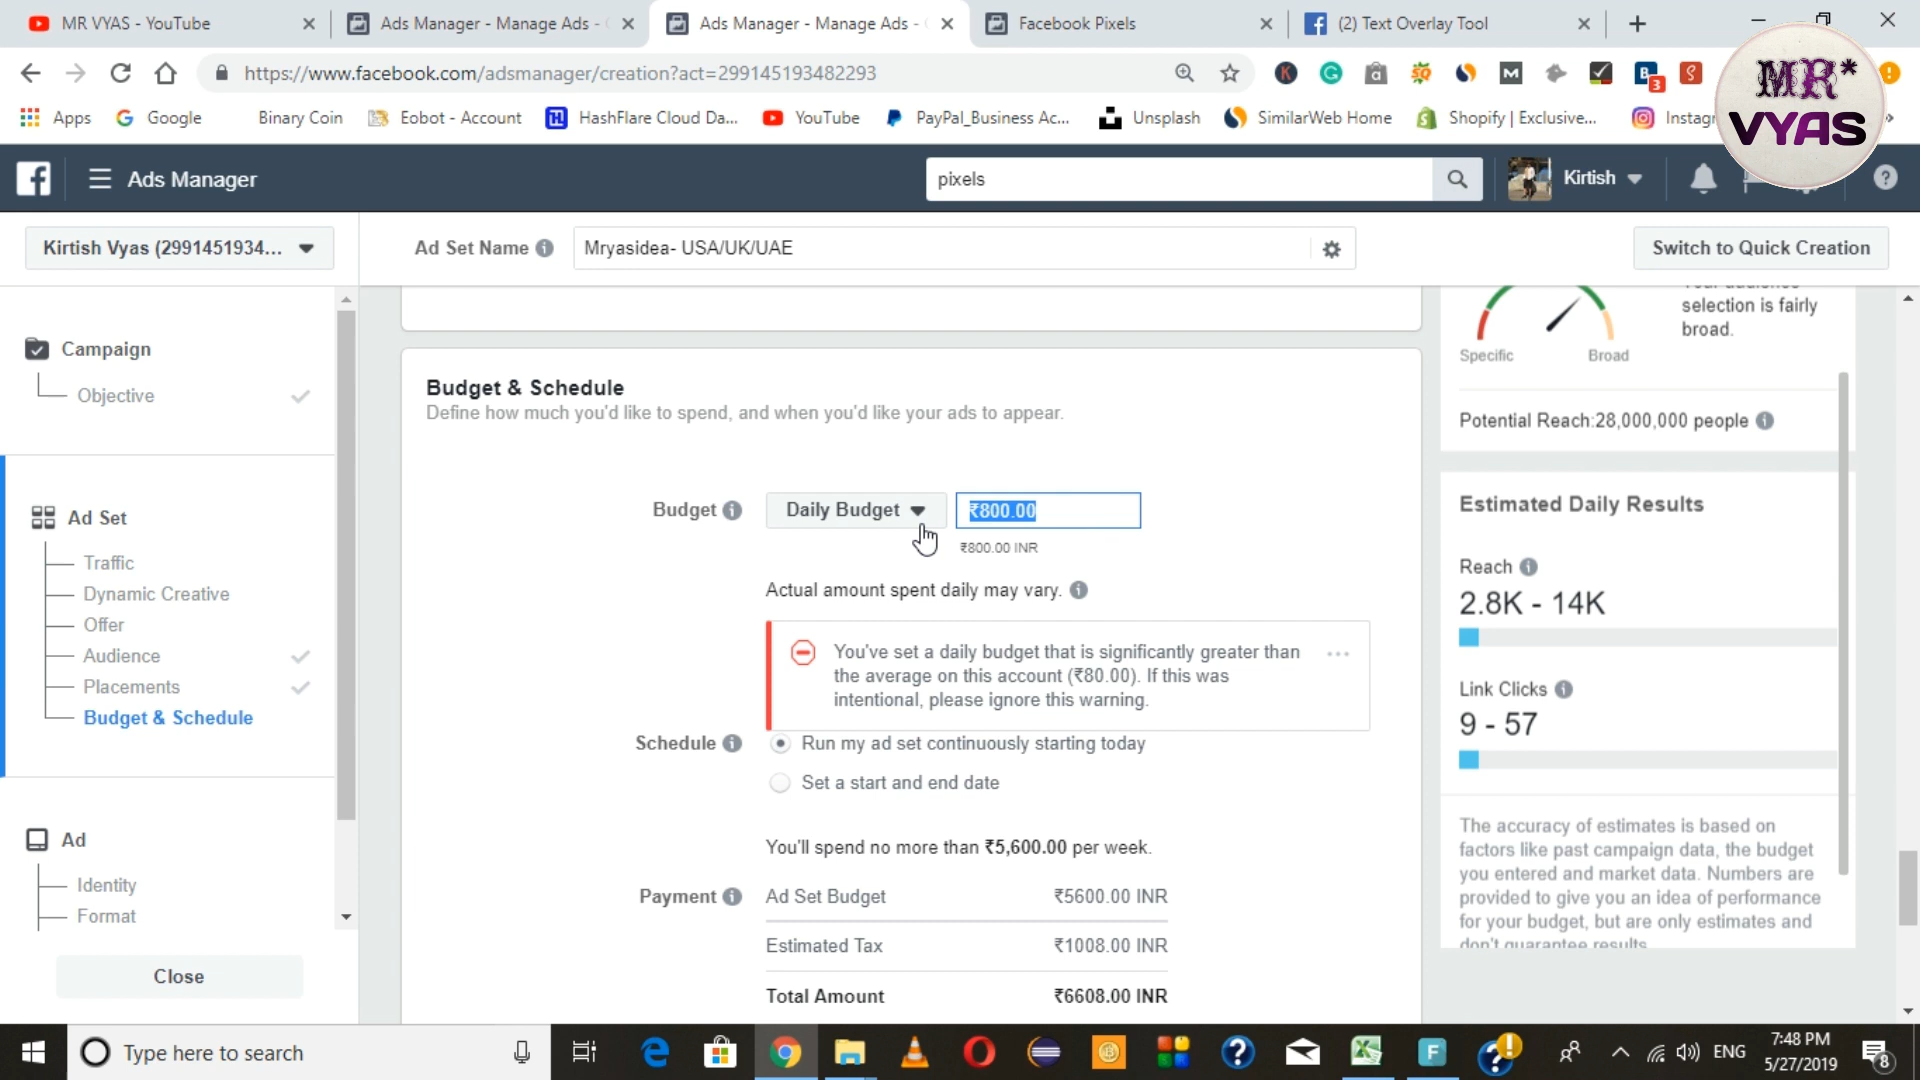 MR VYAS - YouTube
Ads Manager - Manage Ads -
Ads Manager - Manage Ads -
Facebook Pixels
(2) Text Overlay Tool
https://www.facebook.com/adsmanager/creation?act=299145193482293
MR*
VYAS
Apps
Google
Binary Coin
Eobot - Account
HashFlare Cloud Da...
YouTube
PayPal_Business Ac...
Unsplash
SimilarWeb Home
Shopify | Exclusive...
Instagr
Ads Manager
pixels
Kirtish
Kirtish Vyas (2991451934...
Ad Set Name
Mryasidea- USA/UK/UAE
Switch to Quick Creation
Campaign
Objective
Ad Set
Traffic
Dynamic Creative
Offer
Audience
Placements
Budget & Schedule
Ad
Identity
Format
Close
Budget & Schedule
Define how much you'd like to spend, and when you'd like your ads to appear.
Budget
Daily Budget
₹800.00
₹800.00 INR
Actual amount spent daily may vary.
You've set a daily budget that is significantly greater than
the average on this account (₹80.00). If this was
intentional, please ignore this warning.
Schedule
Run my ad set continuously starting today
Set a start and end date
You'll spend no more than ₹5,600.00 per week.
Payment
Ad Set Budget
₹5600.00 INR
Estimated Tax
₹1008.00 INR
Total Amount
₹6608.00 INR
selection is fairly
broad.
Specific
Broad
Potential Reach:28,000,000 people
Estimated Daily Results
Reach
2.8K - 14K
Link Clicks
9 - 57
The accuracy of estimates is based on
factors like past campaign data, the budget
you entered and market data. Numbers are
provided to give you an idea of performance
for your budget, but are only estimates and
don't guarantee results.
Type here to search
ENG
7:48 PM
5/27/2019
8